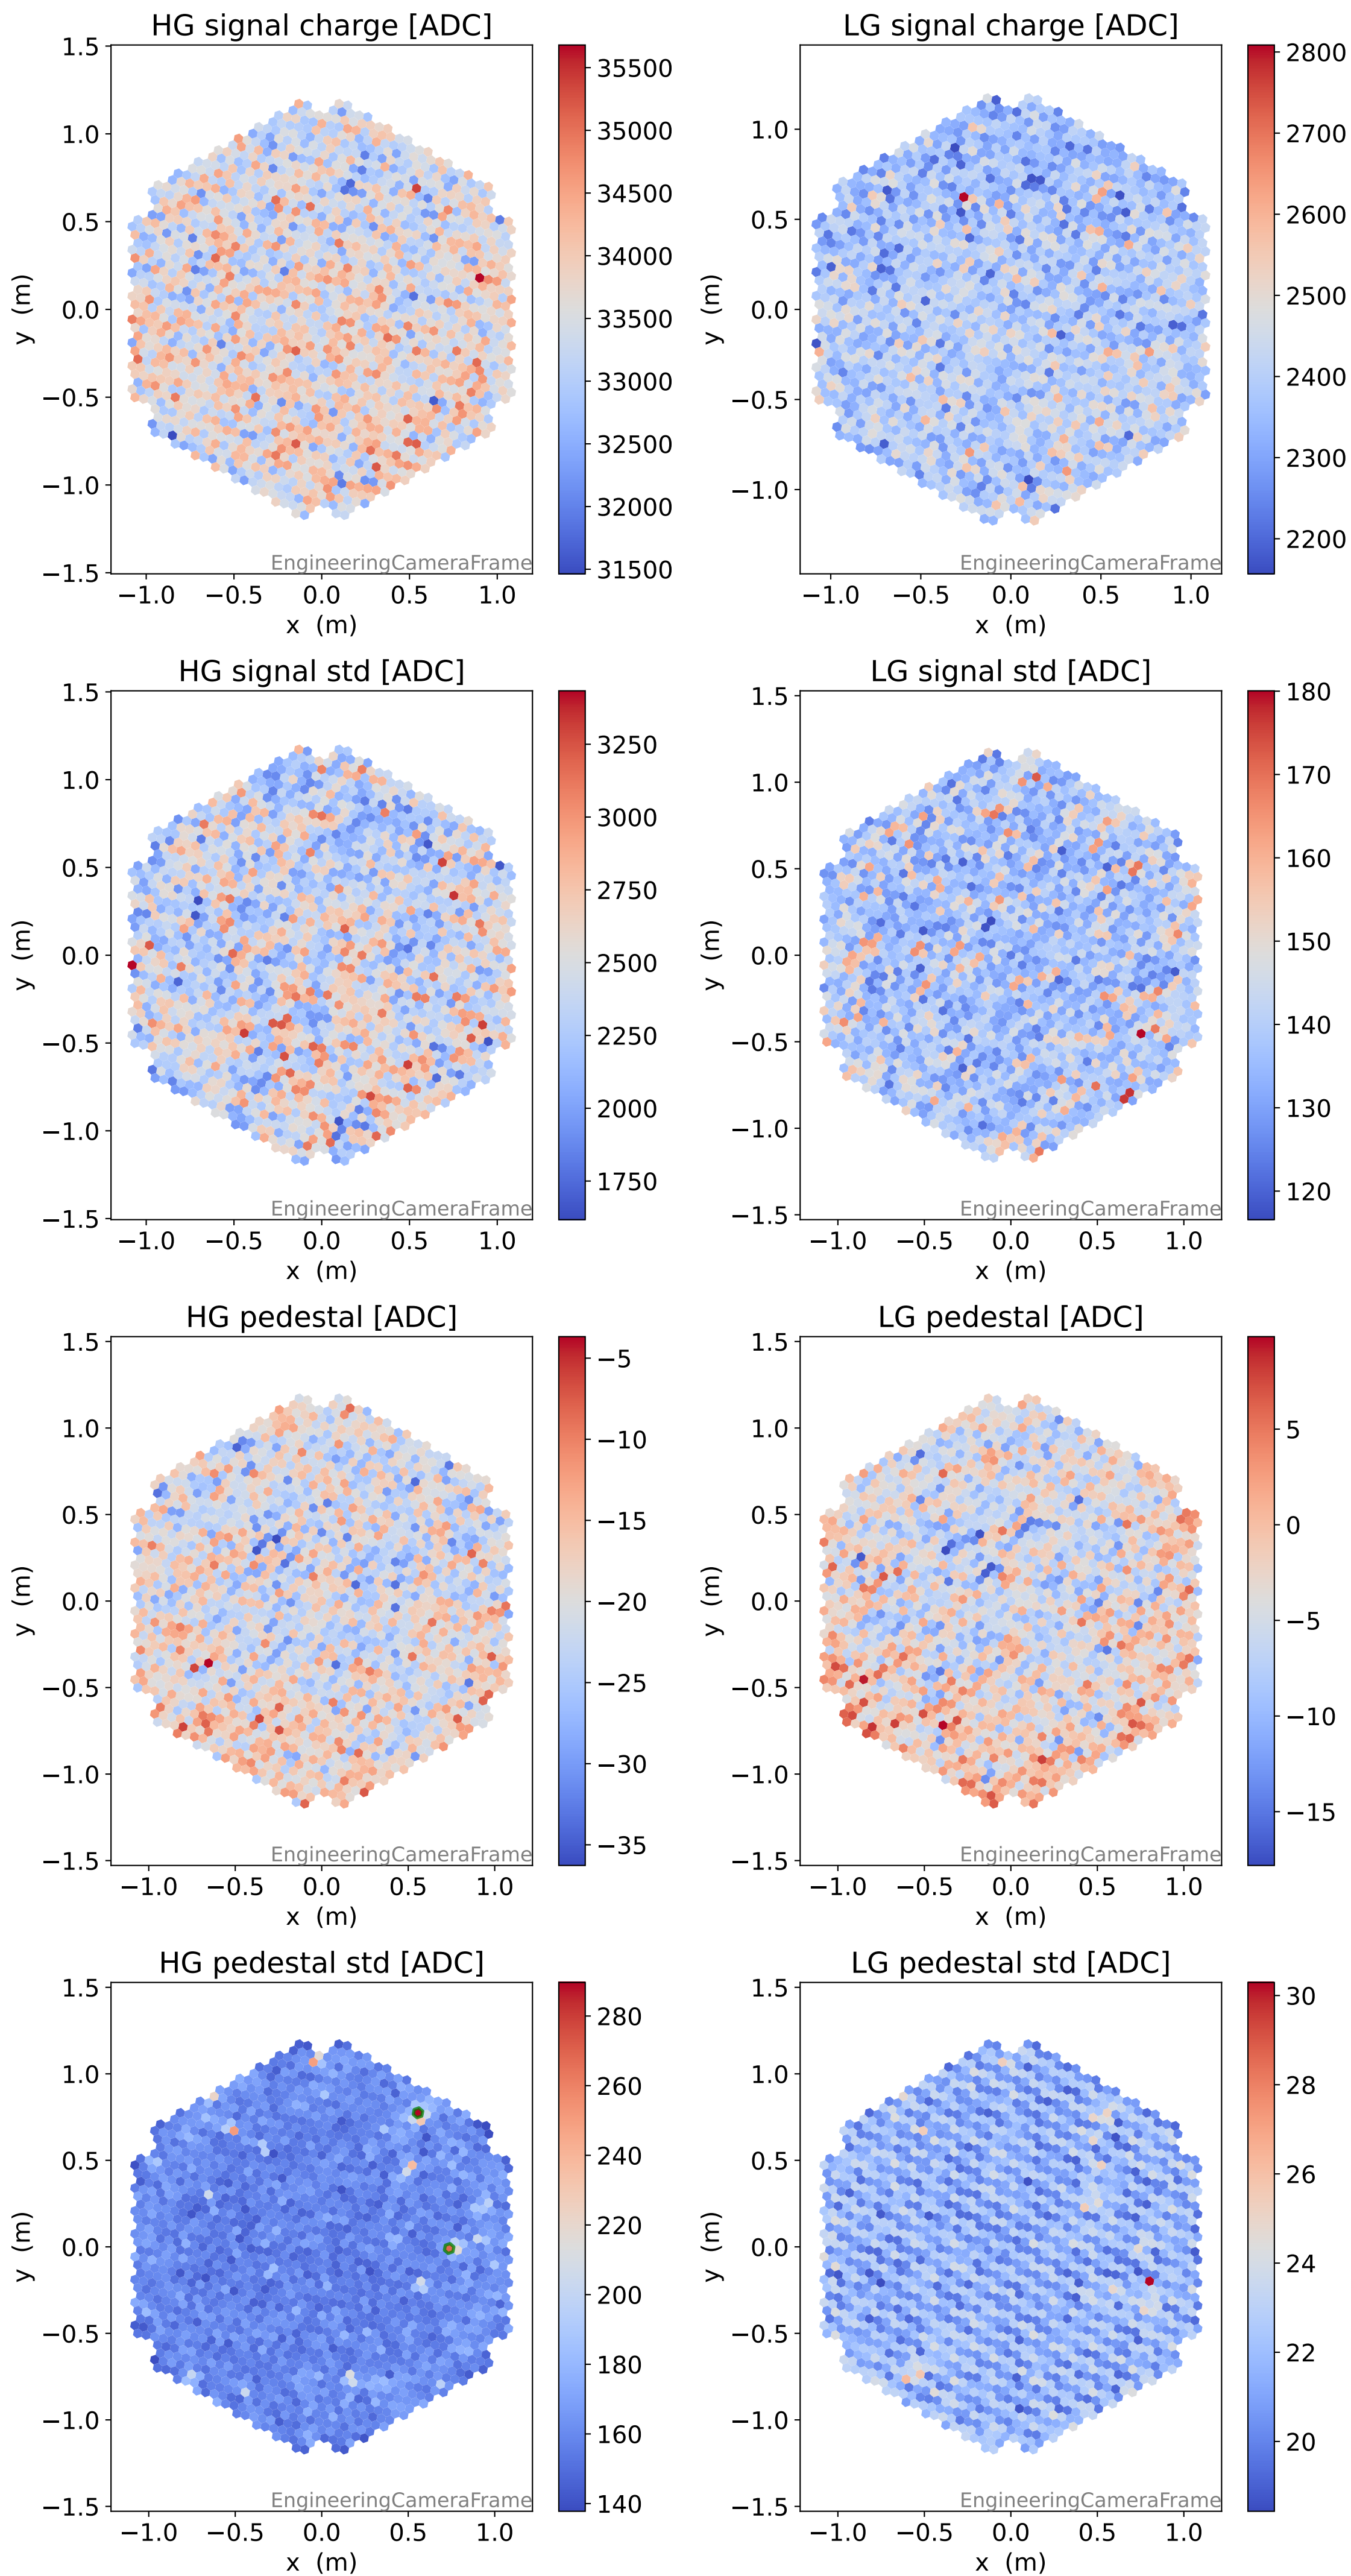 HG signal charge [ADC]
LG signal charge [ADC]
1.5
1.0
0.5
0.0
−0.5
−1.0
−1.5
y (m)
−1.0 −0.5 0.0 0.5 1.0
x (m)
EngineeringCameraFrame
35500
35000
34500
34000
33500
33000
32500
32000
31500
1.0
0.5
0.0
−0.5
−1.0
y (m)
−1.0 −0.5 0.0 0.5 1.0
x (m)
EngineeringCameraFrame
2800
2700
2600
2500
2400
2300
2200
HG signal std [ADC]
LG signal std [ADC]
1.5
1.0
0.5
0.0
−0.5
−1.0
−1.5
y (m)
−1.0 −0.5 0.0 0.5 1.0
x (m)
EngineeringCameraFrame
3250
3000
2750
2500
2250
2000
1750
1.5
1.0
0.5
0.0
−0.5
−1.0
−1.5
y (m)
−1.0 −0.5 0.0 0.5 1.0
x (m)
EngineeringCameraFrame
180
170
160
150
140
130
120
HG pedestal [ADC]
LG pedestal [ADC]
1.5
1.0
0.5
0.0
−0.5
−1.0
−1.5
y (m)
−1.0 −0.5 0.0 0.5 1.0
x (m)
EngineeringCameraFrame
−5
−10
−15
−20
−25
−30
−35
1.5
1.0
0.5
0.0
−0.5
−1.0
−1.5
y (m)
−1.0 −0.5 0.0 0.5 1.0
x (m)
EngineeringCameraFrame
5
0
−5
−10
−15
HG pedestal std [ADC]
LG pedestal std [ADC]
1.5
1.0
0.5
0.0
−0.5
−1.0
−1.5
y (m)
−1.0 −0.5 0.0 0.5 1.0
x (m)
EngineeringCameraFrame
280
260
240
220
200
180
160
140
1.5
1.0
0.5
0.0
−0.5
−1.0
−1.5
y (m)
−1.0 −0.5 0.0 0.5 1.0
x (m)
EngineeringCameraFrame
30
28
26
24
22
20